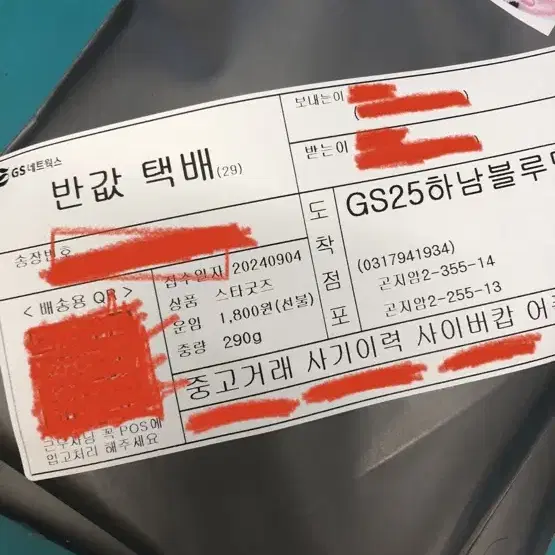 GS네트웍스
반값 택배(29)
보내는이
받는이
송장번호
접수일자 20240904
상품 스타굿즈
운임 1,800원(선불)
중량 290g
< 배송용 QR >
근무자님 꼭 POS에
입고처리 해주세요
도착점포
GS25하남블루
(0317941934)
곤지암2-355-14
곤지암2-255-13
중고거래 사기이력 사이버캅